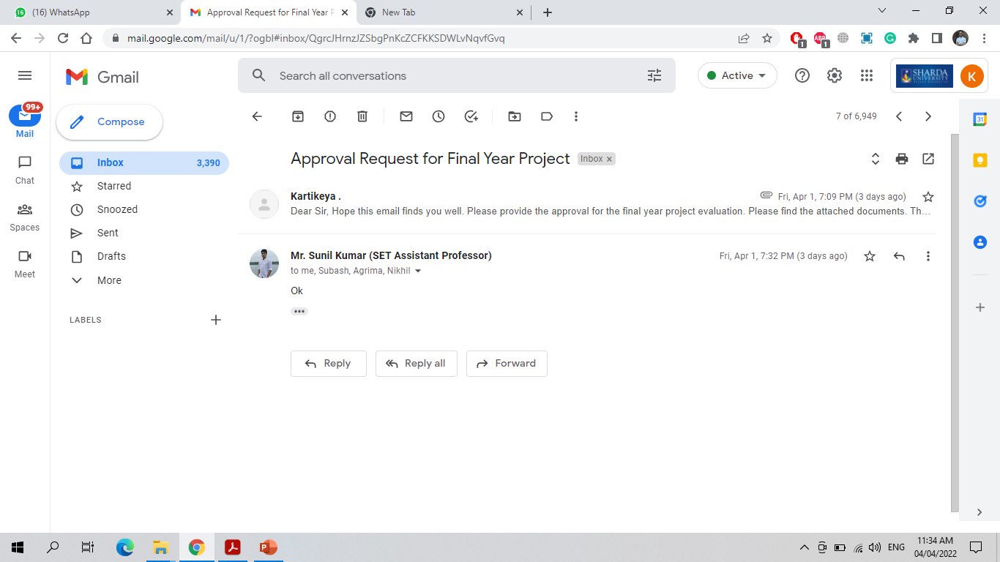 (16) WhatsApp
Approval Request for Final Year P
New Tab
mail.google.com/mail/u/1/?ogbl#inbox/QgrcJHrnzJZSbgPnKcZCFKKSDWLvNqvfGvq
1
1
Gmail
Search all conversations
Active
SHARDA
UNIVERSITY
K
99+
Mail
Compose
7 of 6,949
31
Chat
Inbox 3,390
Approval Request for Final Year Project Inbox ×
Spaces
Starred
Kartikeya .
Fri, Apr 1, 7:09 PM (3 days ago)
Meet
Snoozed
Dear Sir, Hope this email finds you well. Please provide the approval for the final year project evaluation. Please find the attached documents. Th...
Sent
Drafts
Mr. Sunil Kumar (SET Assistant Professor)
Fri, Apr 1, 7:32 PM (3 days ago)
to me, Subash, Agrima, Nikhil
More
Ok
LABELS
Reply
Reply all
Forward
ENG
11:34 AM
04/04/2022